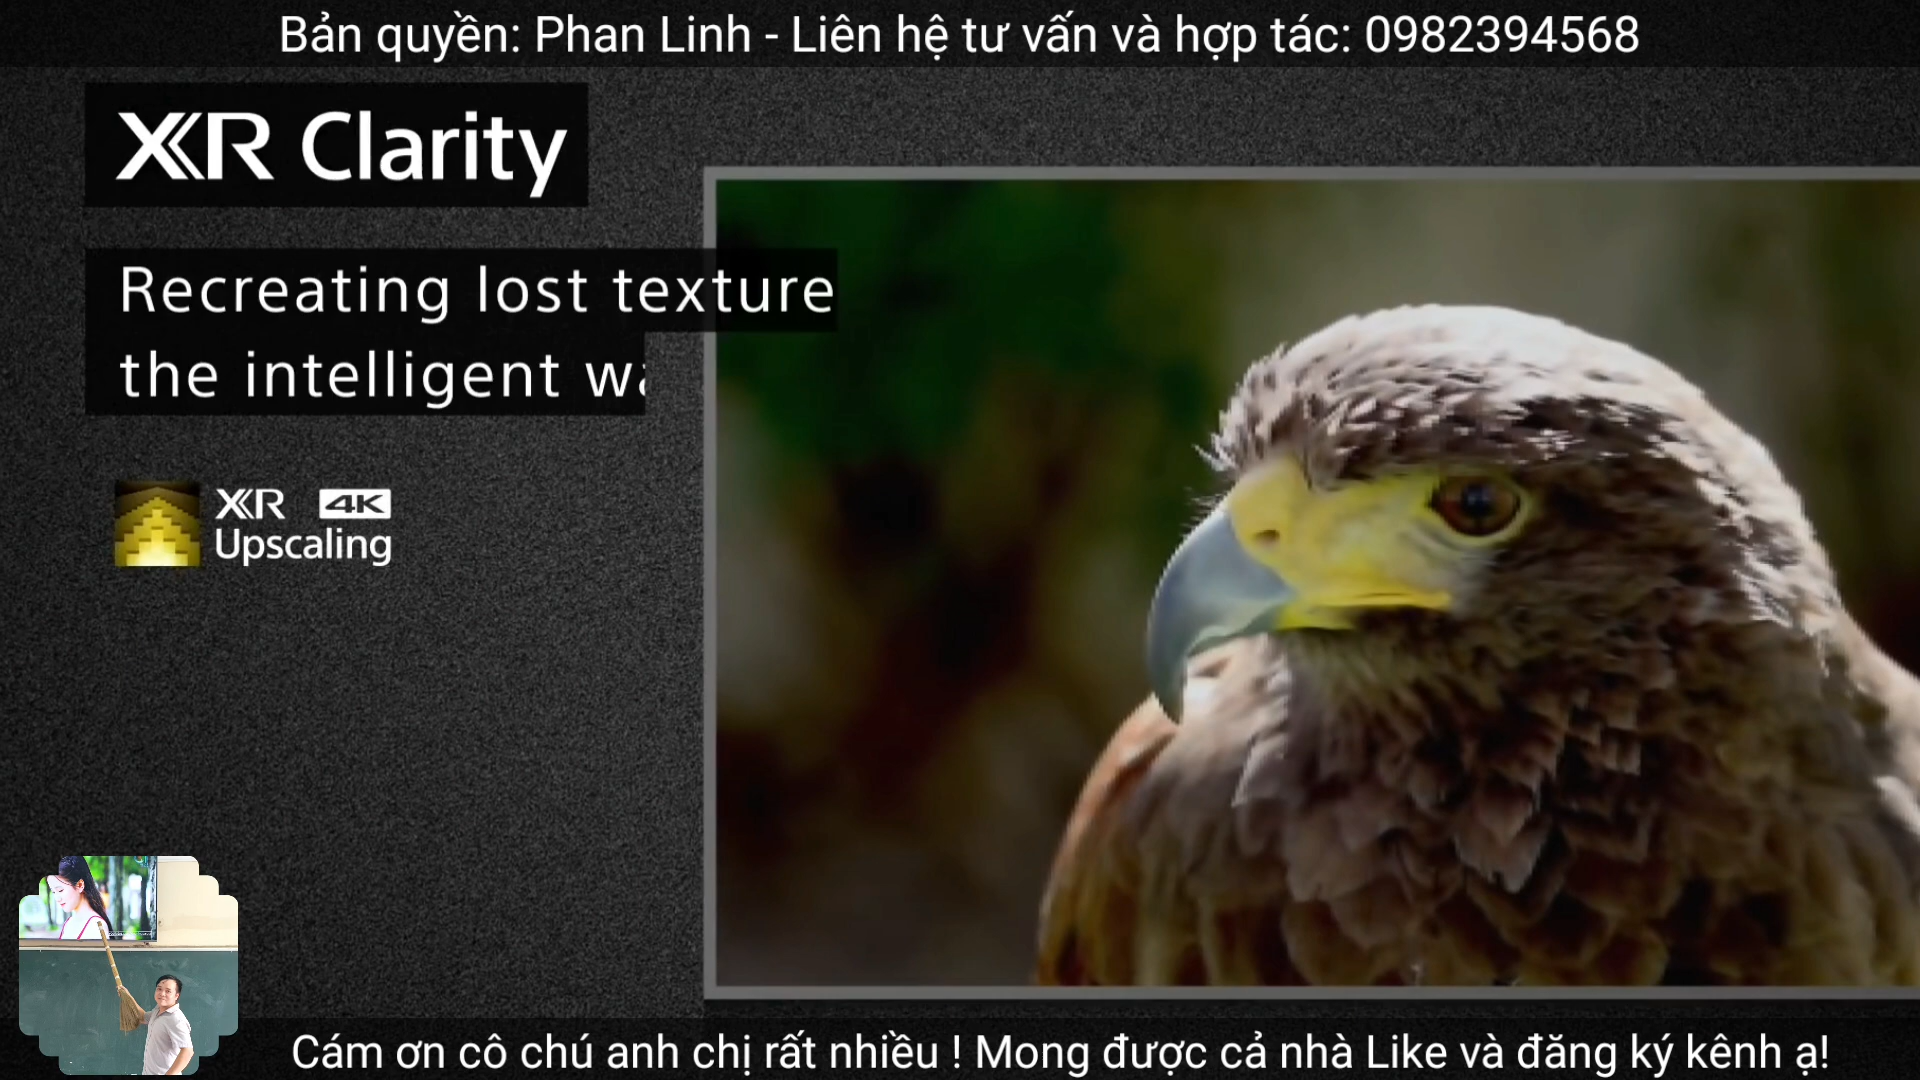 Bản quyền: Phan Linh - Liên hệ tư vấn và hợp tác: 0982394568
XR Clarity
Recreating lost texture
the intelligent wa
XR 4K
Upscaling
Cám ơn cô chú anh chị rất nhiều ! Mong được cả nhà Like và đăng ký kênh ạ!